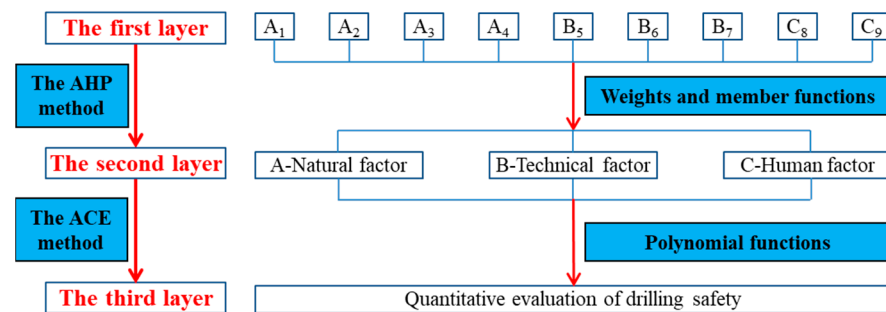 The first layer
A₁ A₂ A₃ A₄ B₅ B₆ B₇ C₈ C₉
The AHP
method
Weights and member functions
The second layer
A-Natural factor B-Technical factor C-Human factor
The ACE
method
Polynomial functions
The third layer
Quantitative evaluation of drilling safety